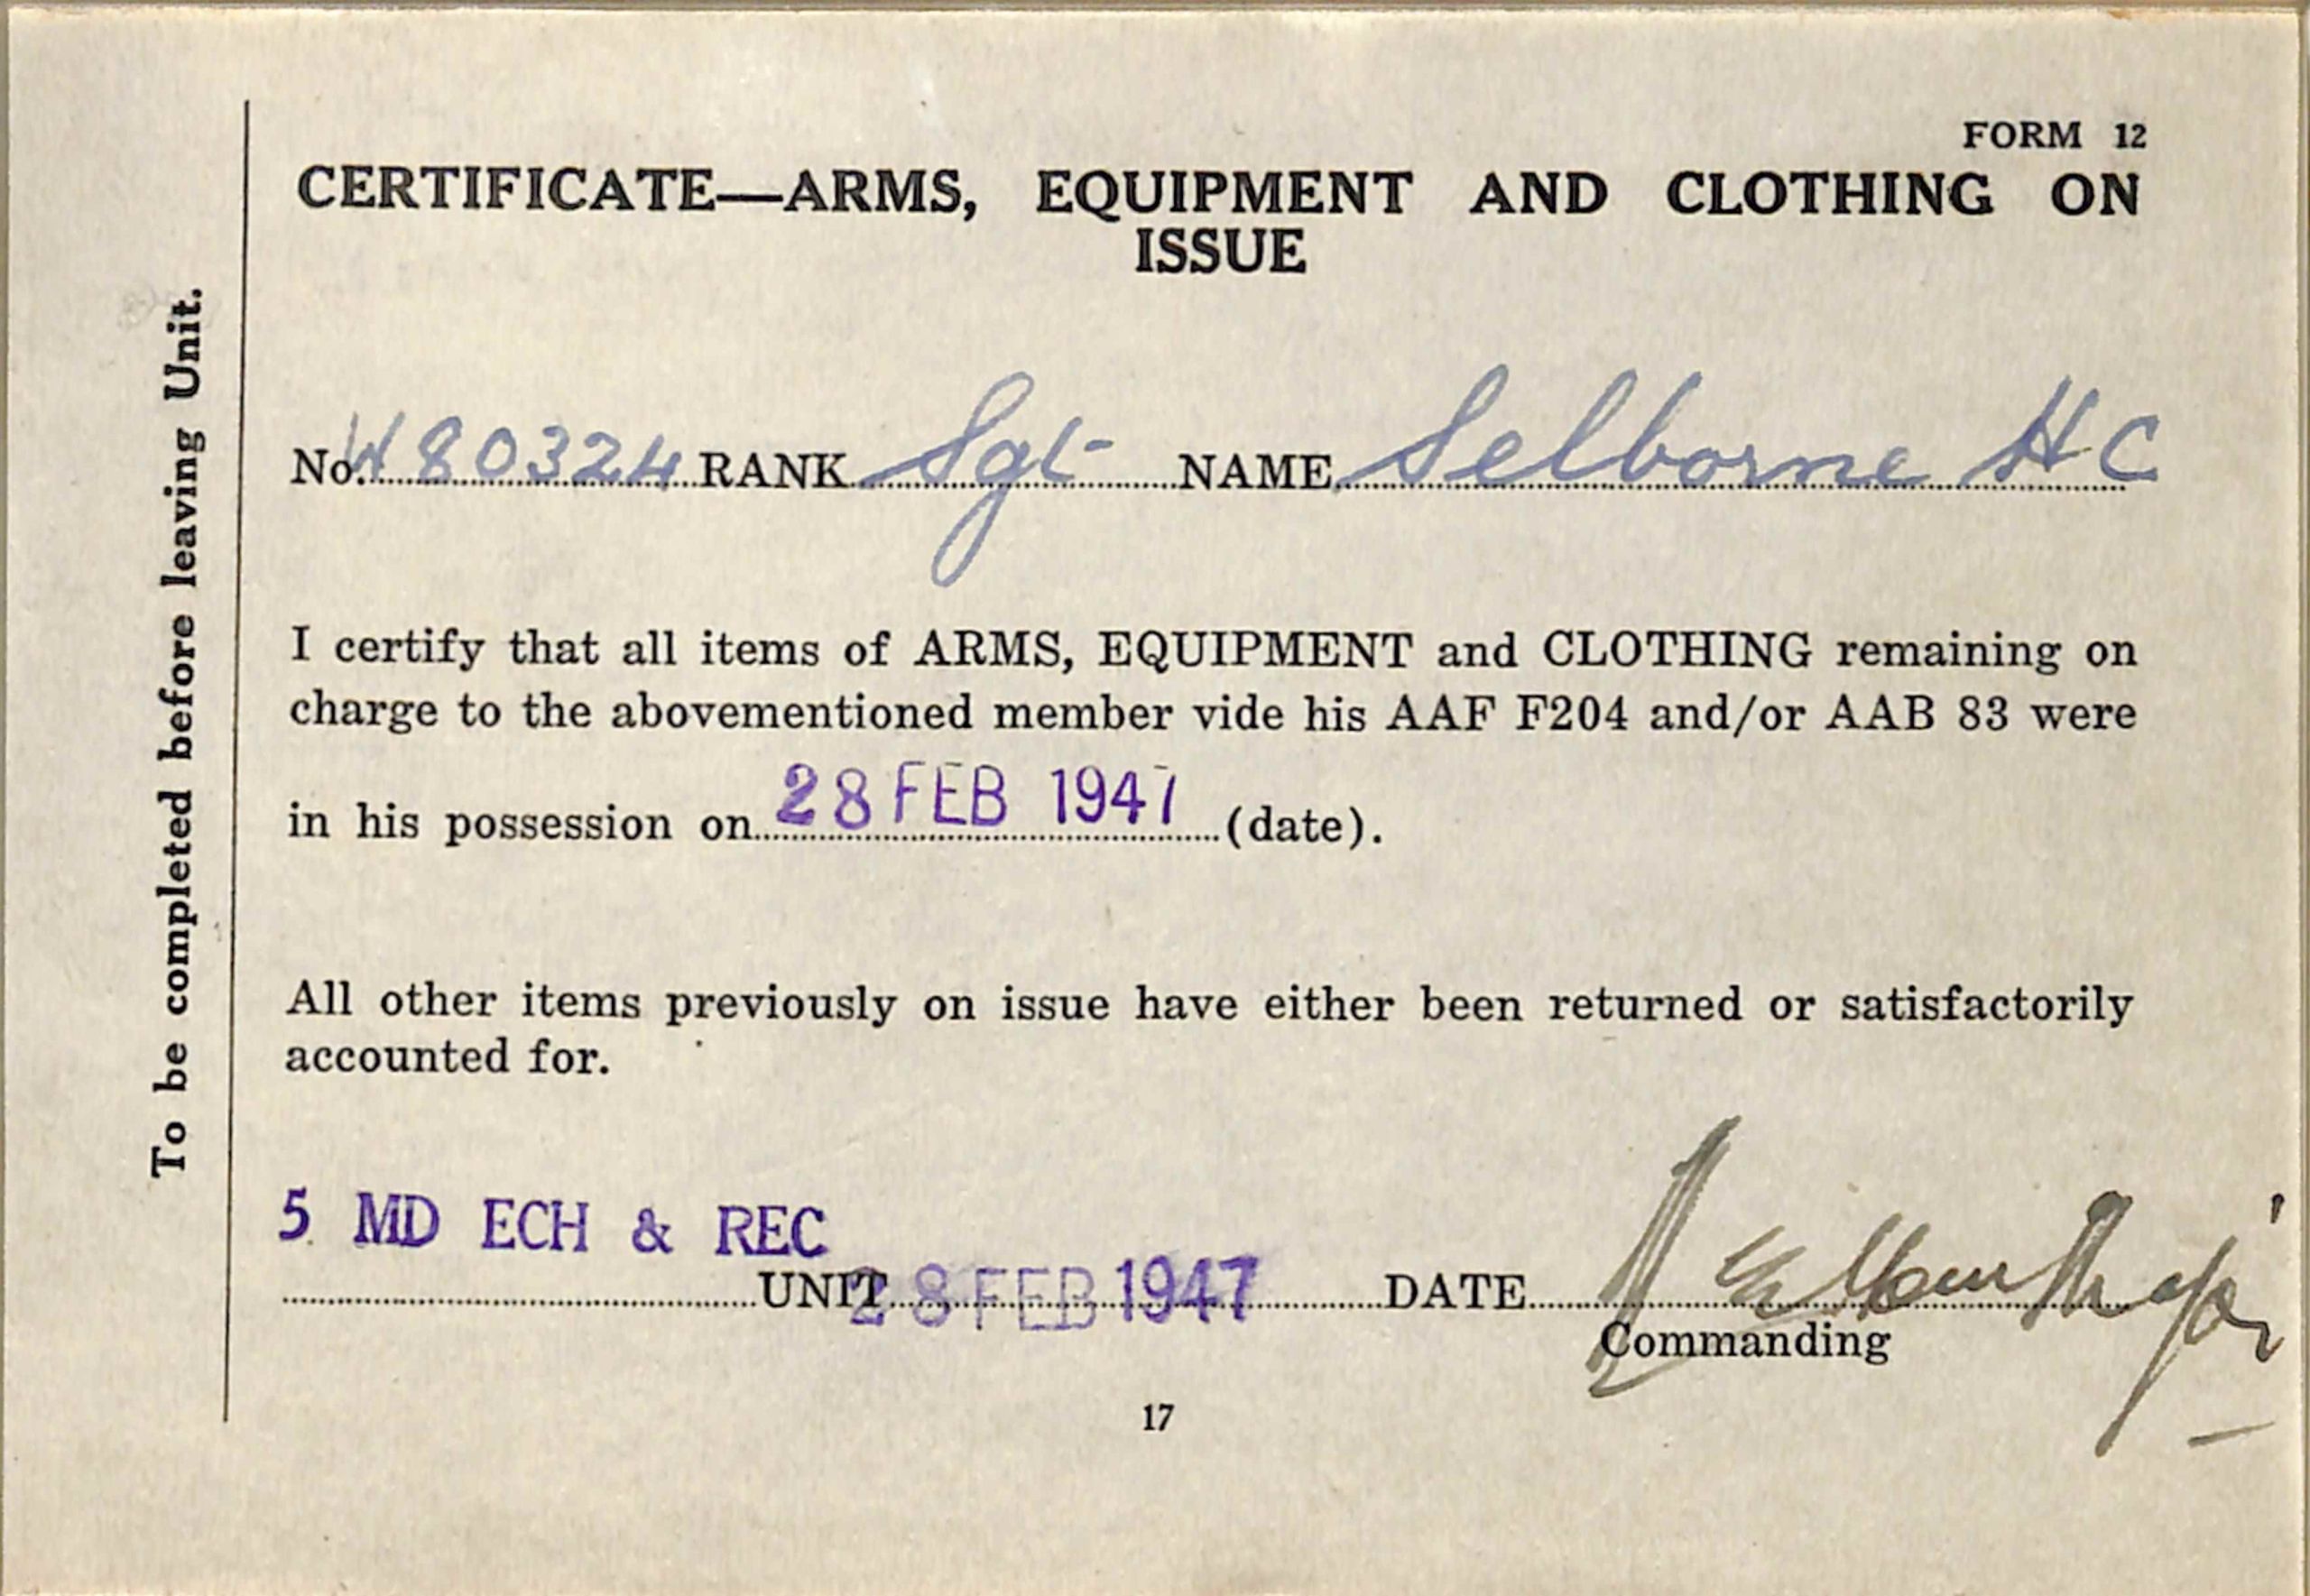 FORM 12
CERTIFICATE—ARMS, EQUIPMENT AND CLOTHING ON
ISSUE
To be completed before leaving Unit.
No. W80324 RANK Sgt NAME Selborne H C
I certify that all items of ARMS, EQUIPMENT and CLOTHING remaining on
charge to the abovementioned member vide his AAF F204 and/or AAB 83 were
in his possession on 28 FEB 1947 (date).
All other items previously on issue have either been returned or satisfactorily
accounted for.
5 MD ECH & REC
UNIT 28 FEB 1947 DATE
Commanding
17